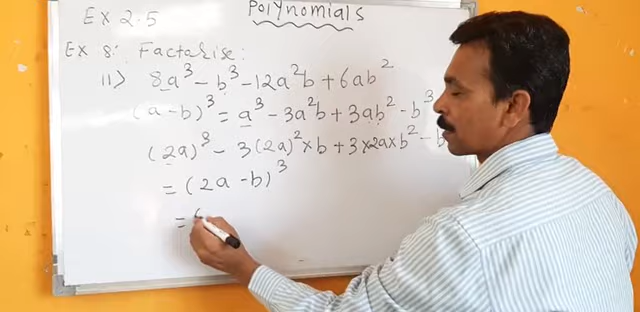 Ex 2.5
Polynomials
Ex 8: Factorise:
ii> 8a³ - b³ - 12a²b + 6ab²
(a-b)³ = a³ - 3a²b + 3ab² - b³
(2a)³ - 3(2a)²×b + 3×2a×b² - b
= (2a - b)³
= (